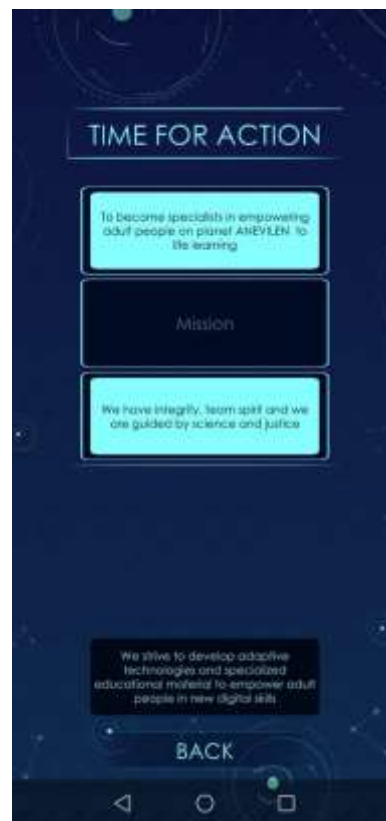 TIME FOR ACTION
To become specialists in empowering
adult people on planet ANEVILEN to
life learning
Mission
We have integrity, team spirit and we
are guided by science and justice
We strive to develop adaptive
technologies and specialized
educational material to empower adult
people in new digital skills
BACK